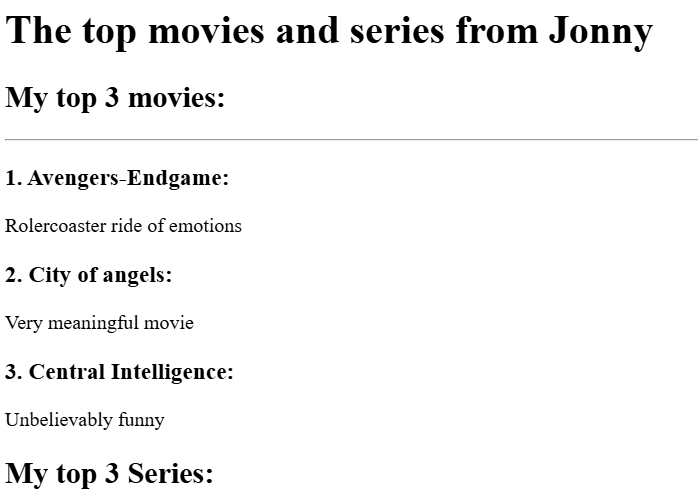 The top movies and series from Jonny
My top 3 movies:
1. Avengers-Endgame:
Rolercoaster ride of emotions
2. City of angels:
Very meaningful movie
3. Central Intelligence:
Unbelievably funny
My top 3 Series: